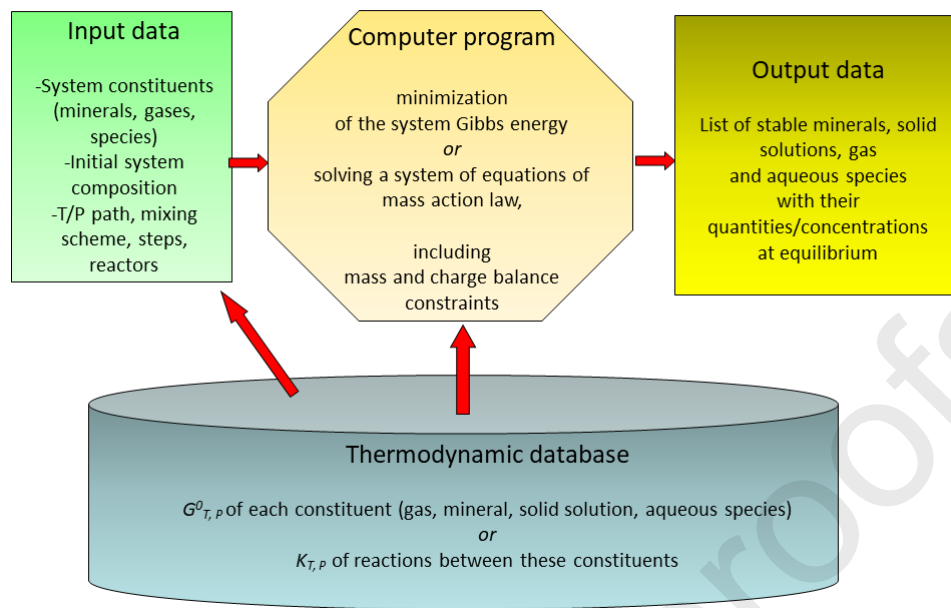 Input data
-System constituents
(minerals, gases,
species)
-Initial system
composition
-T/P path, mixing
scheme, steps,
reactors
Computer program
minimization
of the system Gibbs energy
or
solving a system of equations of
mass action law,
including
mass and charge balance
constraints
Output data
List of stable minerals, solid
solutions, gas
and aqueous species
with their
quantities/concentrations
at equilibrium
Thermodynamic database
G⁰T, P of each constituent (gas, mineral, solid solution, aqueous species)
or
KT,P of reactions between these constituents
roofs